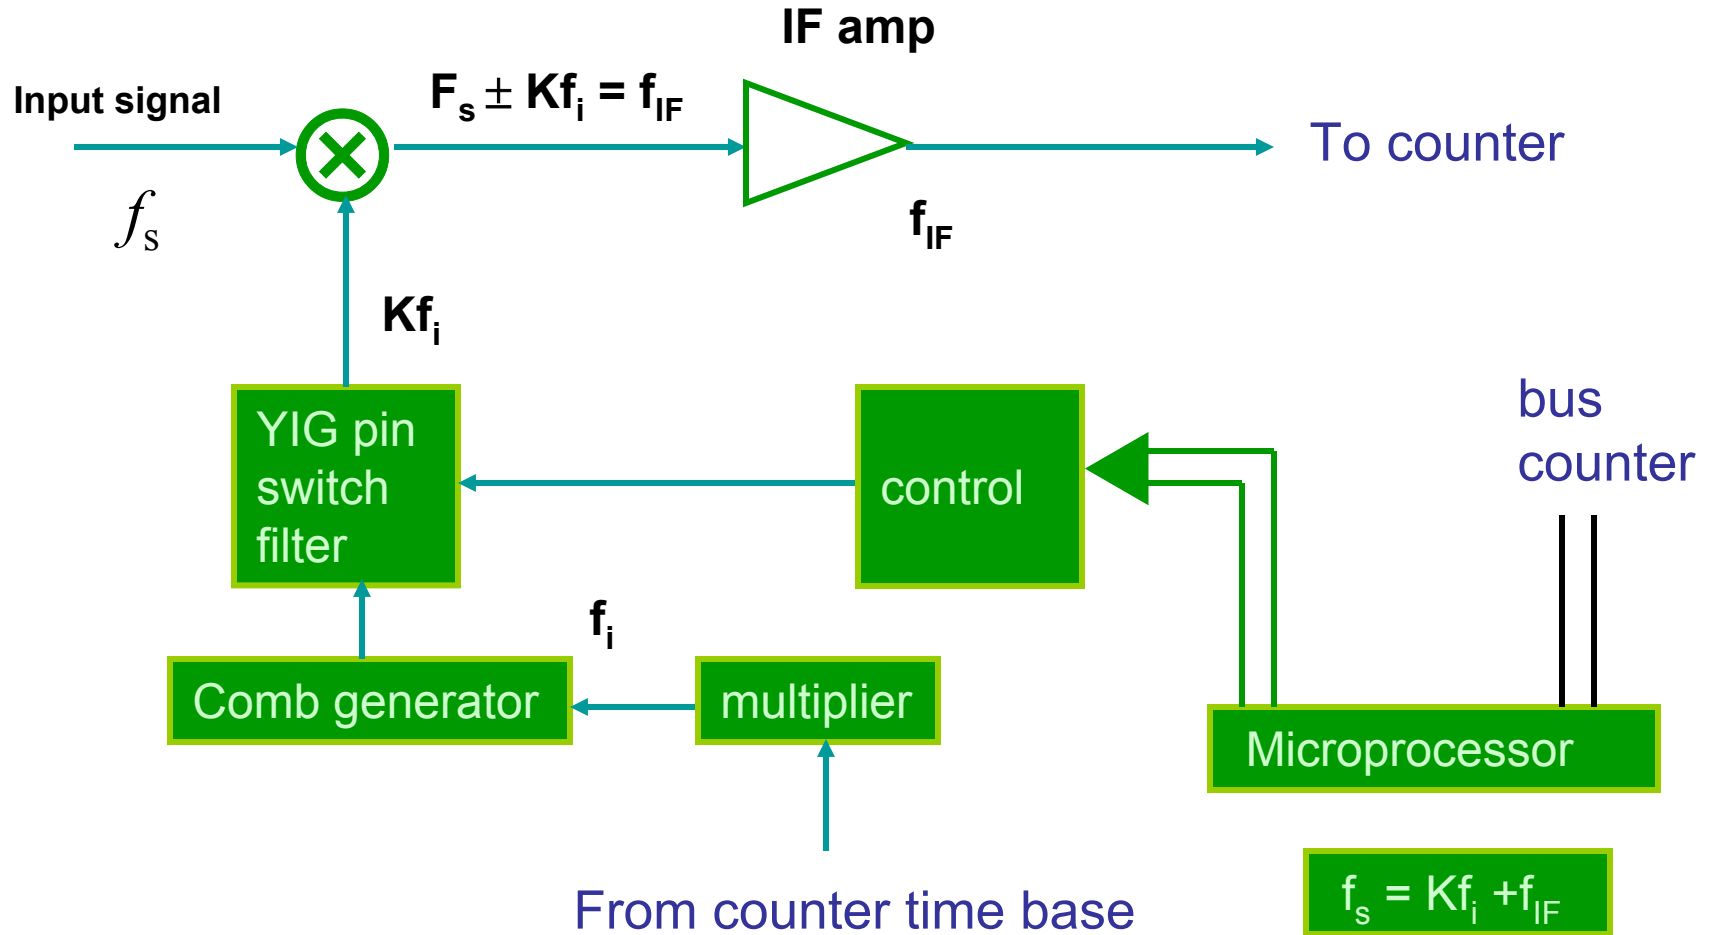 IF amp
Input signal
Fs ± Kfi = fIF
To counter
fs
fIF
Kfi
YIG pin
switch
filter
control
bus
counter
fi
Comb generator
multiplier
Microprocessor
From counter time base
fs = Kfi +fIF